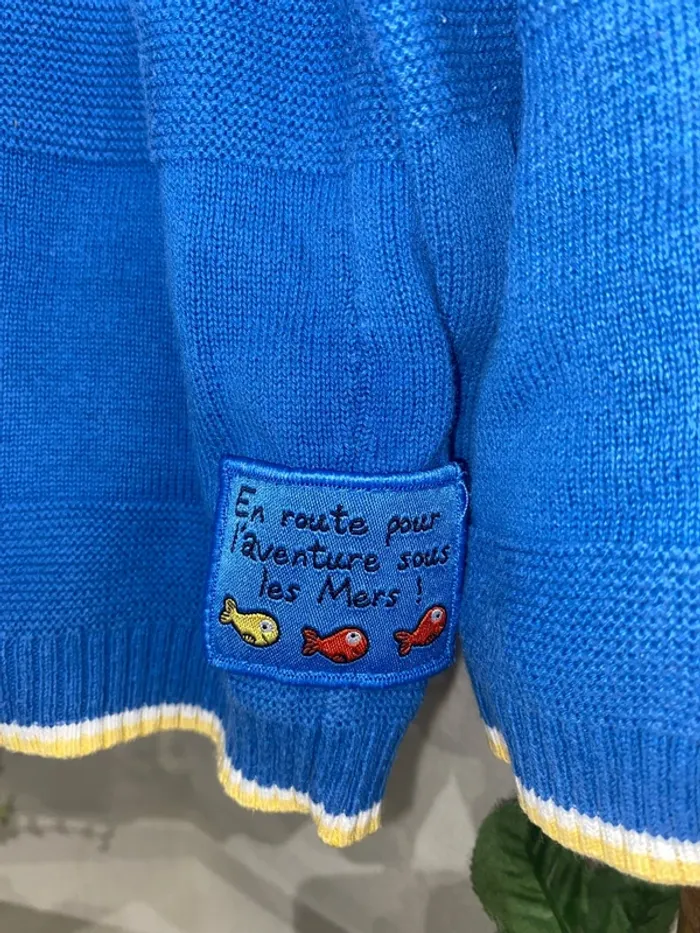 En route pour
l'aventure sous
les Mers !